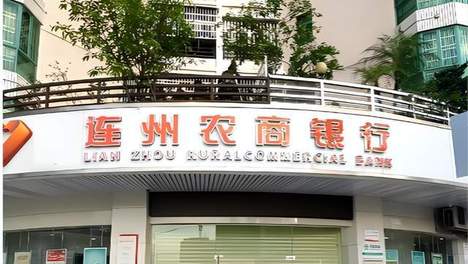 连州农商银行
LIAN ZHOU RURALCOMMERCIAL BANK